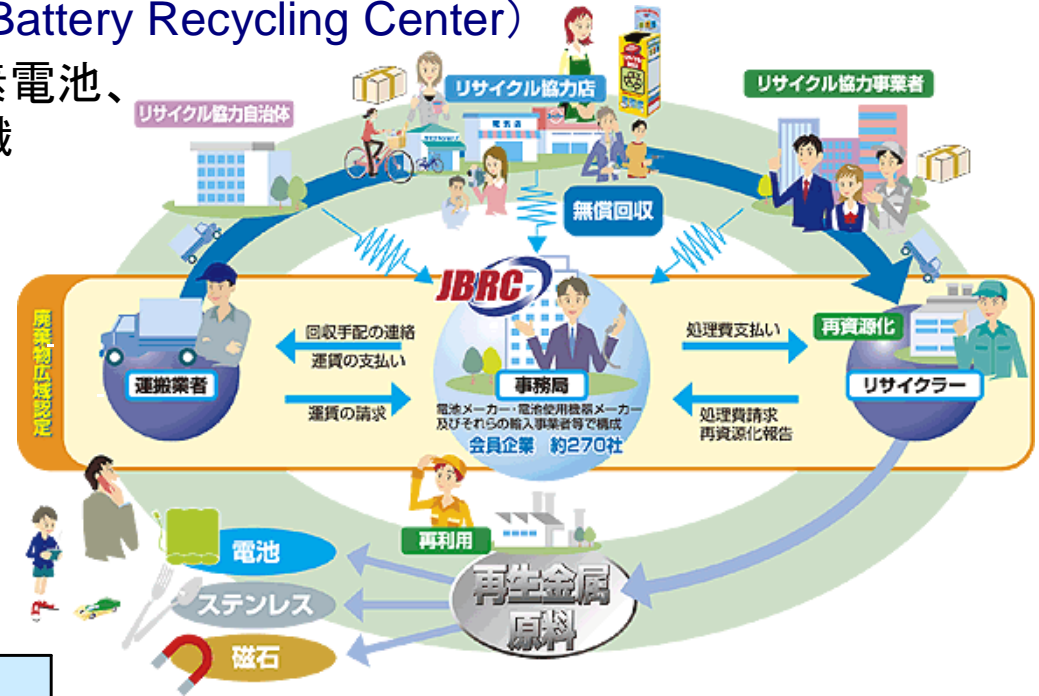 Battery Recycling Center）
電池、
リサイクル協力自治体
リサイクル協力店
リサイクル協力事業者
電気店
無償回収
JBRC
廃棄物広域認定
回収手配の連絡
運賃の支払い
運賃の請求
運搬業者
事務局
電池メーカー・電池使用機器メーカー
及びそれらの輸入事業者等で構成
会員企業　約270社
処理費支払い
処理費請求
再資源化報告
再資源化
リサイクラー
再利用
再生金属
原料
電池
ステンレス
磁石